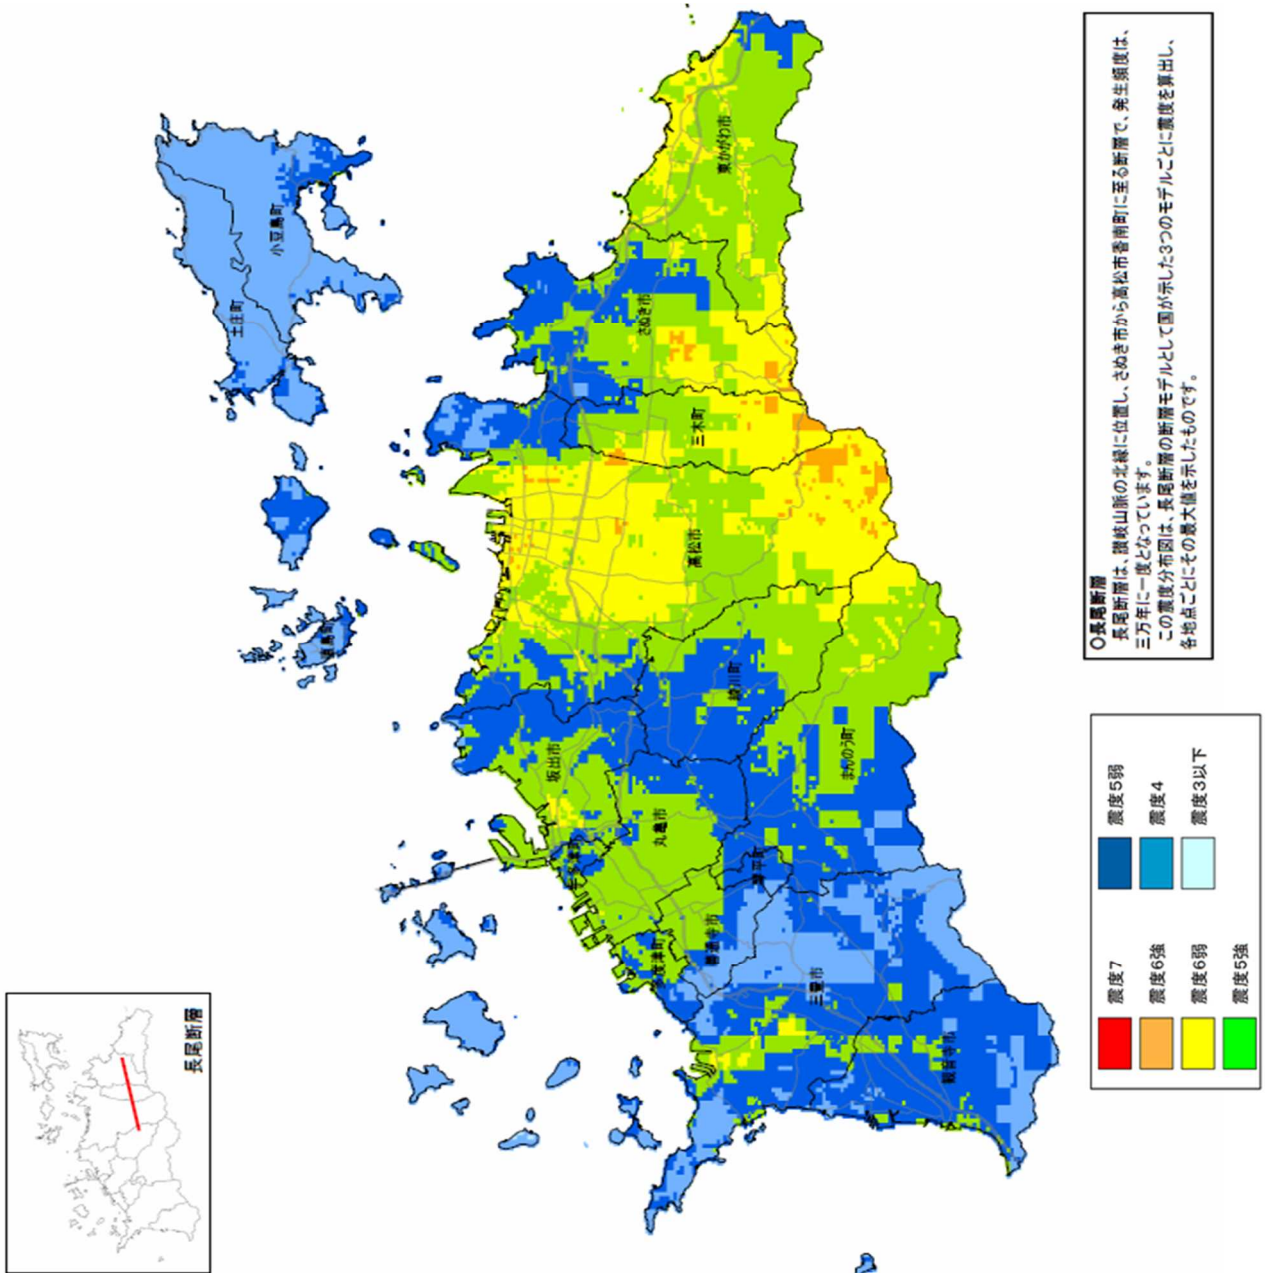 長尾断層
小豆島町
土庄町
直島町
東かがわ市
さぬき市
三木町
高松市
綾川町
坂出市
宇多津町
丸亀市
まんのう町
琴平町
善通寺市
多度津町
三豊市
観音寺市
○長尾断層
長尾断層は、讃岐山脈の北縁に位置し、さぬき市から高松市香南町に至る断層で、発生頻度は、
三万年に一度となっています。
この震度分布図は、長尾断層の断層モデルとして国が示した3つのモデルごとに震度を算出し、
各地点ごとにその最大値を示したものです。
震度7
震度6強
震度6弱
震度5強
震度5弱
震度4
震度3以下